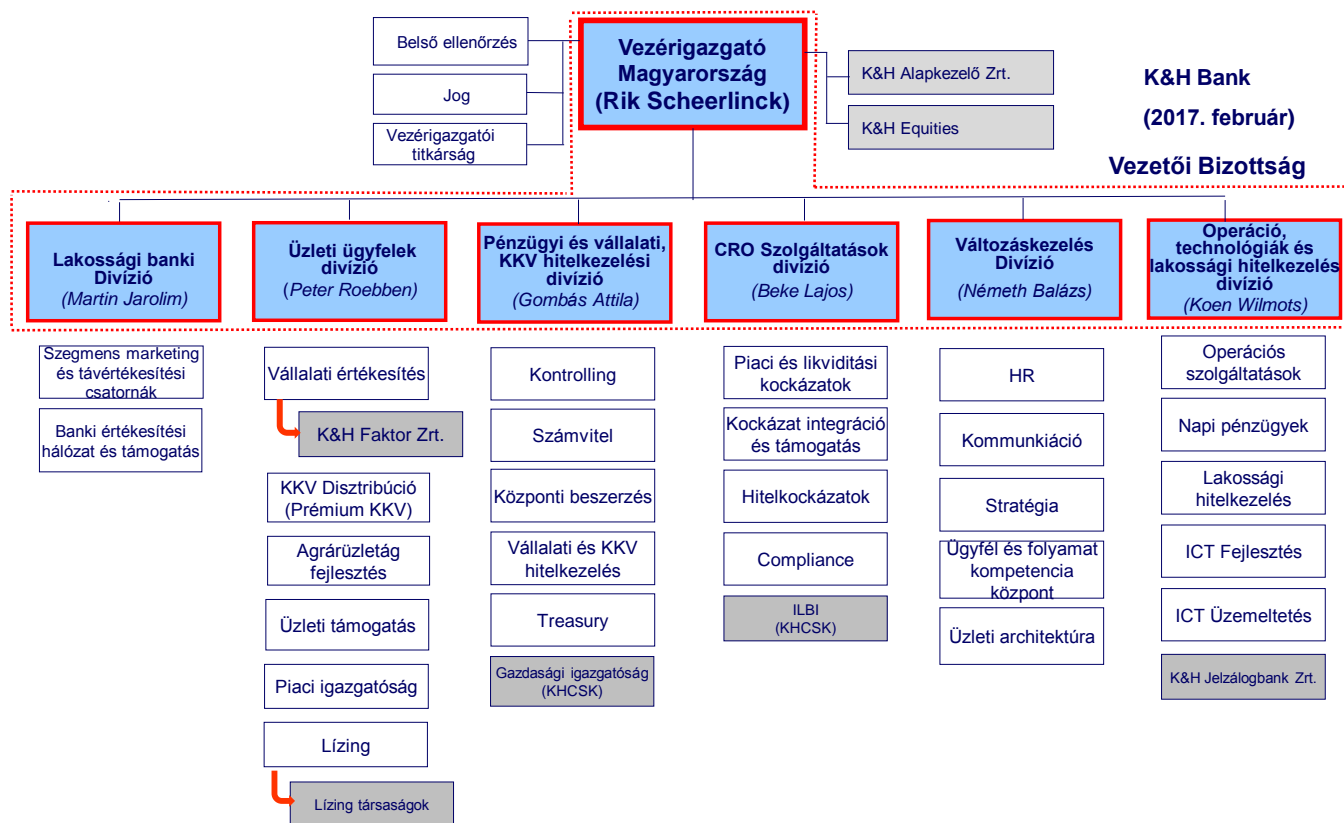 Belső ellenőrzés
Jog
Vezérigazgatói
titkárság
Vezérigazgató
Magyarország
(Rik Scheerlinck)
K&H Alapkezelő Zrt.
K&H Equities
K&H Bank
(2017. február)
Vezetői Bizottság
Lakossági banki
Divízió
(Martin Jarolim)
Üzleti ügyfelek
divízió
(Peter Roebben)
Pénzügyi és vállalati,
KKV hitelkezelési
divízió
(Gombás Attila)
CRO Szolgáltatások
divízió
(Beke Lajos)
Változáskezelés
Divízió
(Németh Balázs)
Operáció,
technológiák és
lakossági hitelkezelés
divízió
(Koen Wilmots)
Szegmens marketing
és távértékesítési
csatornák
Banki értékesítési
hálózat és támogatás
Vállalati értékesítés
K&H Faktor Zrt.
KKV Disztribúció
(Prémium KKV)
Agrárüzletág
fejlesztés
Üzleti támogatás
Piaci igazgatóság
Lízing
Lízing társaságok
Kontrolling
Számvitel
Központi beszerzés
Vállalati és KKV
hitelkezelés
Treasury
Gazdasági igazgatóság
(KHCSK)
Piaci és likviditási
kockázatok
Kockázat integráció
és támogatás
Hitelkockázatok
Compliance
ILBI
(KHCSK)
HR
Kommunkiáció
Stratégia
Ügyfél és folyamat
kompetencia
központ
Üzleti architektúra
Operációs
szolgáltatások
Napi pénzügyek
Lakossági
hitelkezelés
ICT Fejlesztés
ICT Üzemeltetés
K&H Jelzálogbank Zrt.